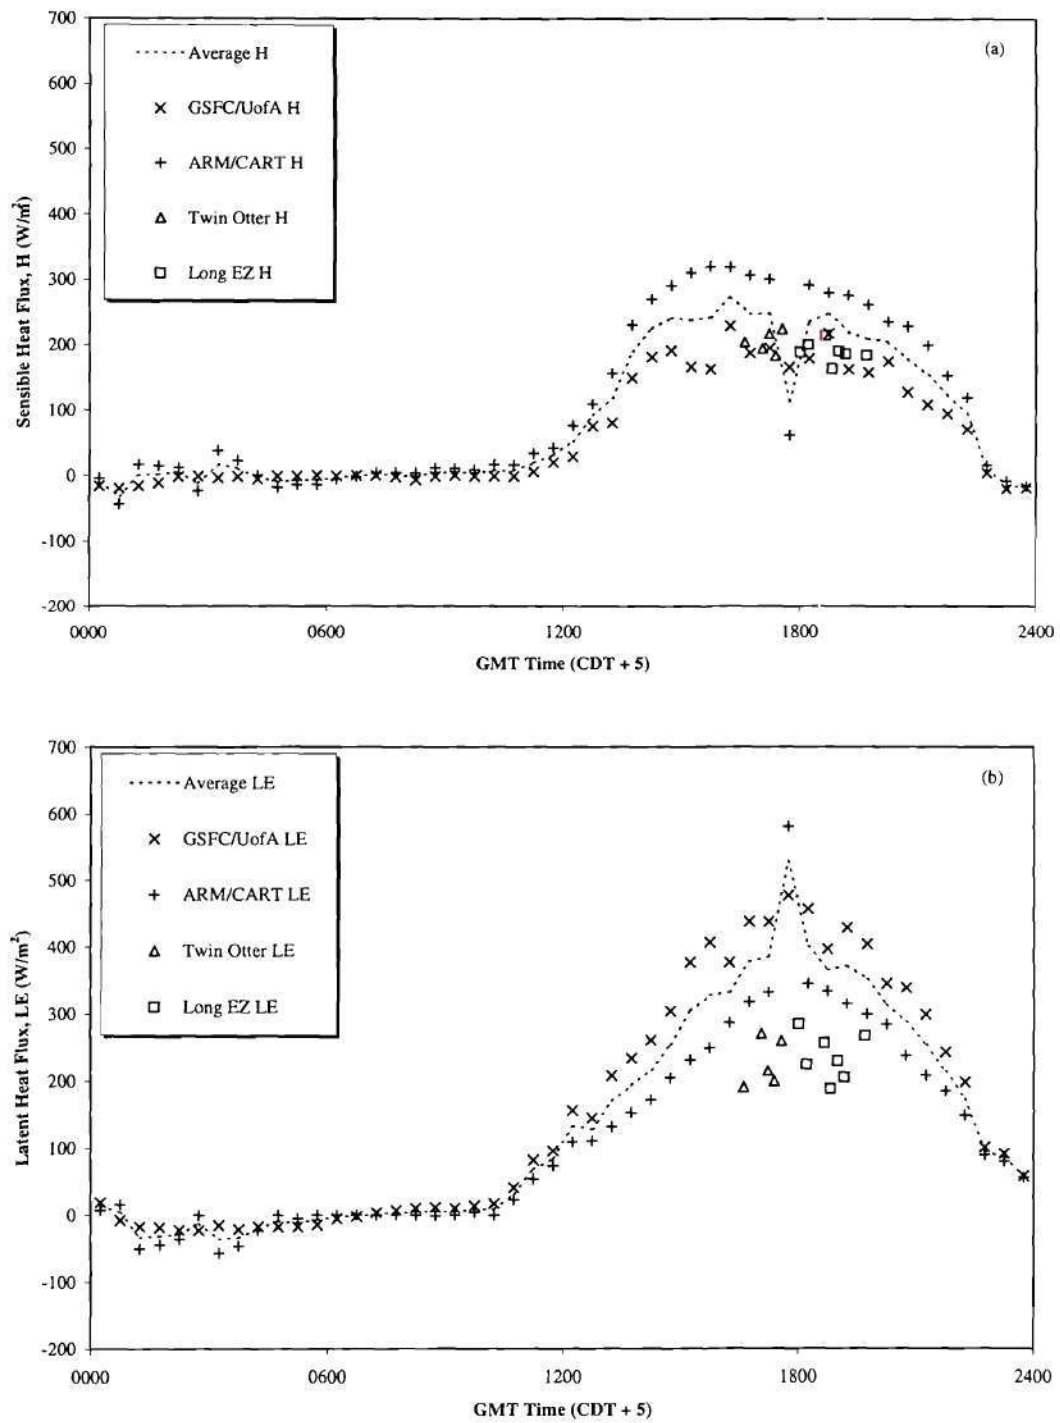 700
600
500
400
300
200
100
0
-100
-200
Sensible Heat Flux, H (W/m²)
Average H
GSFC/UofA H
ARM/CART H
Twin Otter H
Long EZ H
(a)
0000 0600 1200 1800 2400
GMT Time (CDT + 5)
700
600
500
400
300
200
100
0
-100
-200
Latent Heat Flux, LE (W/m²)
Average LE
GSFC/UofA LE
ARM/CART LE
Twin Otter LE
Long EZ LE
(b)
0000 0600 1200 1800 2400
GMT Time (CDT + 5)